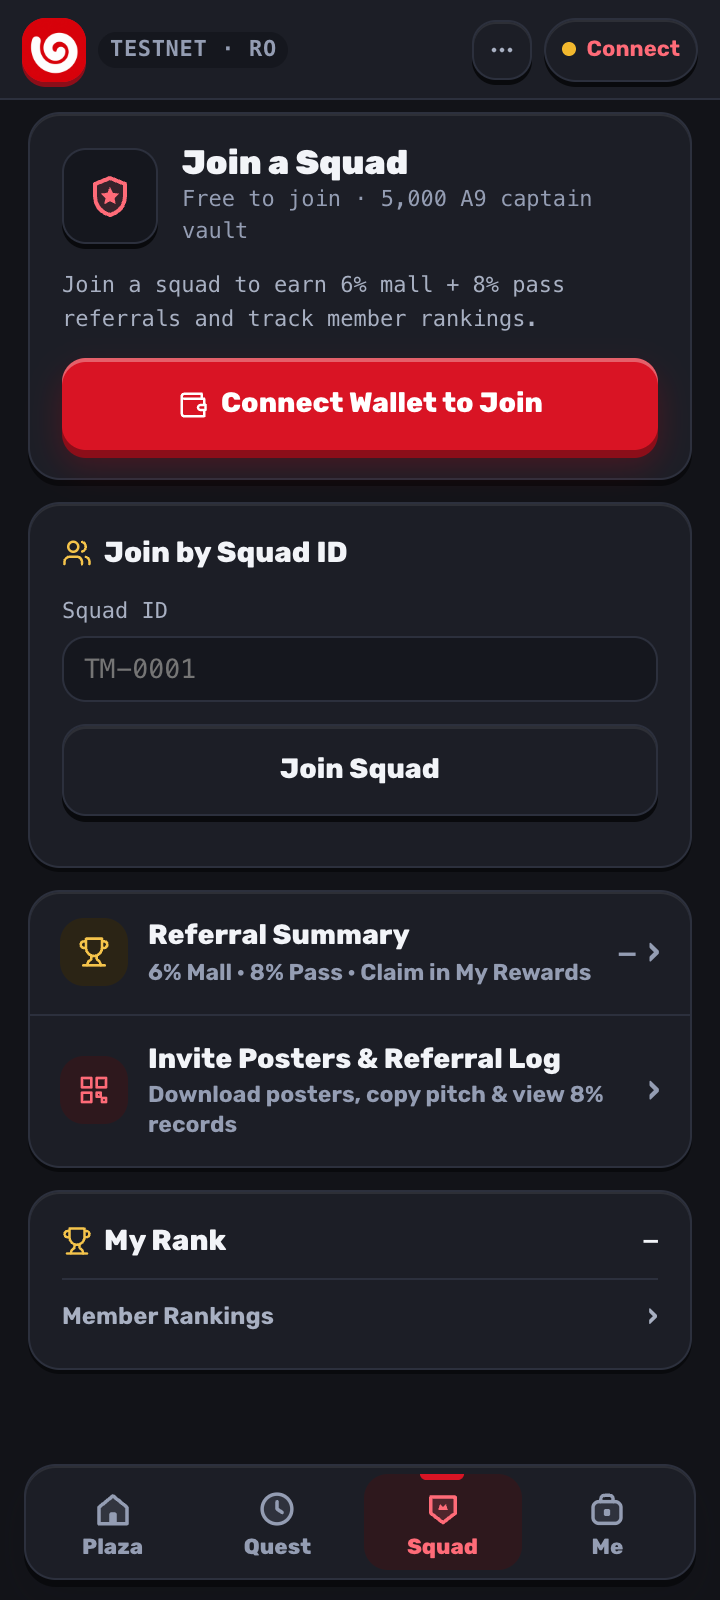 TESTNET · RO
Connect
Join a Squad
Free to join · 5,000 A9 captain
vault
Join a squad to earn 6% mall + 8% pass
referrals and track member rankings.
Connect Wallet to Join
Join by Squad ID
Squad ID
TM-0001
Join Squad
Referral Summary
6% Mall • 8% Pass • Claim in My Rewards
Invite Posters & Referral Log
Download posters, copy pitch & view 8%
records
My Rank
Member Rankings
Plaza
Quest
Squad
Me